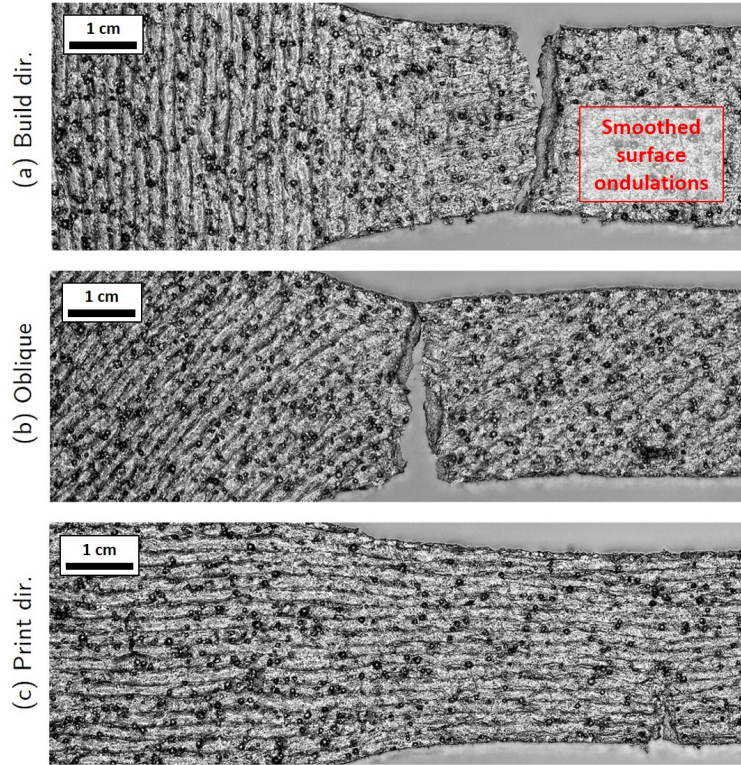 1 cm
(a) Build dir.
Smoothed
surface
ondulations
1 cm
(b) Oblique
1 cm
(c) Print dir.